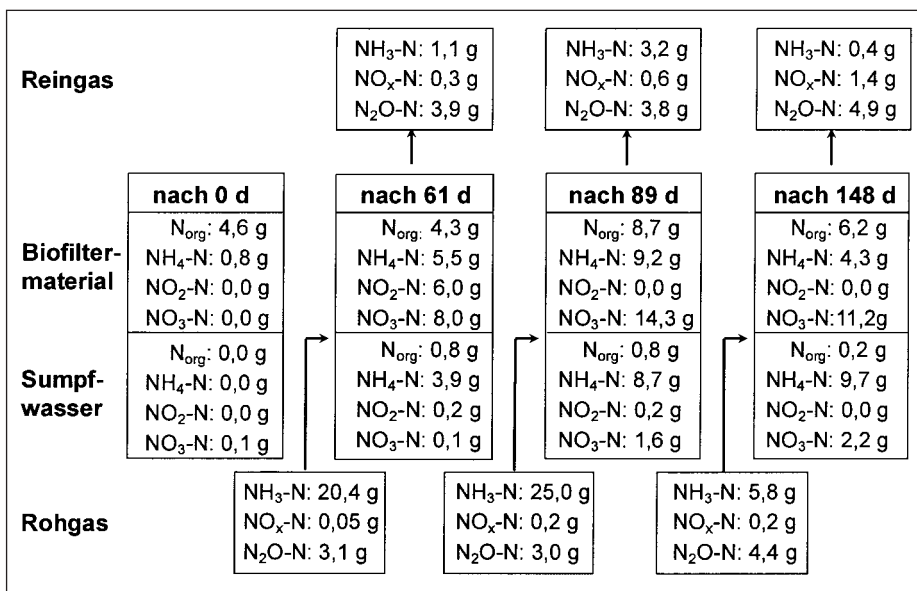 Reingas
NH₃-N: 1,1 g
NOₓ-N: 0,3 g
N₂O-N: 3,9 g
NH₃-N: 3,2 g
NOₓ-N: 0,6 g
N₂O-N: 3,8 g
NH₃-N: 0,4 g
NOₓ-N: 1,4 g
N₂O-N: 4,9 g
Biofilter-
material
Sumpf-
wasser
nach 0 d
N_org: 4,6 g
NH₄-N: 0,8 g
NO₂-N: 0,0 g
NO₃-N: 0,0 g
N_org: 0,0 g
NH₄-N: 0,0 g
NO₂-N: 0,0 g
NO₃-N: 0,1 g
nach 61 d
N_org: 4,3 g
NH₄-N: 5,5 g
NO₂-N: 6,0 g
NO₃-N: 8,0 g
N_org: 0,8 g
NH₄-N: 3,9 g
NO₂-N: 0,2 g
NO₃-N: 0,1 g
nach 89 d
N_org: 8,7 g
NH₄-N: 9,2 g
NO₂-N: 0,0 g
NO₃-N: 14,3 g
N_org: 0,8 g
NH₄-N: 8,7 g
NO₂-N: 0,2 g
NO₃-N: 1,6 g
nach 148 d
N_org: 6,2 g
NH₄-N: 4,3 g
NO₂-N: 0,0 g
NO₃-N:11,2g
N_org: 0,2 g
NH₄-N: 9,7 g
NO₂-N: 0,0 g
NO₃-N: 2,2 g
Rohgas
NH₃-N: 20,4 g
NOₓ-N: 0,05 g
N₂O-N: 3,1 g
NH₃-N: 25,0 g
NOₓ-N: 0,2 g
N₂O-N: 3,0 g
NH₃-N: 5,8 g
NOₓ-N: 0,2 g
N₂O-N: 4,4 g